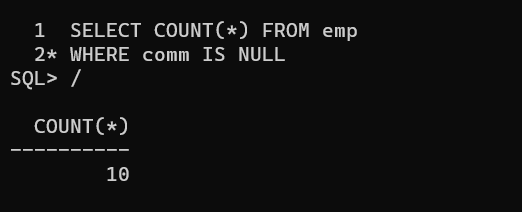 1  SELECT COUNT(*) FROM emp
  2* WHERE comm IS NULL
SQL> /
  COUNT(*)
----------
        10